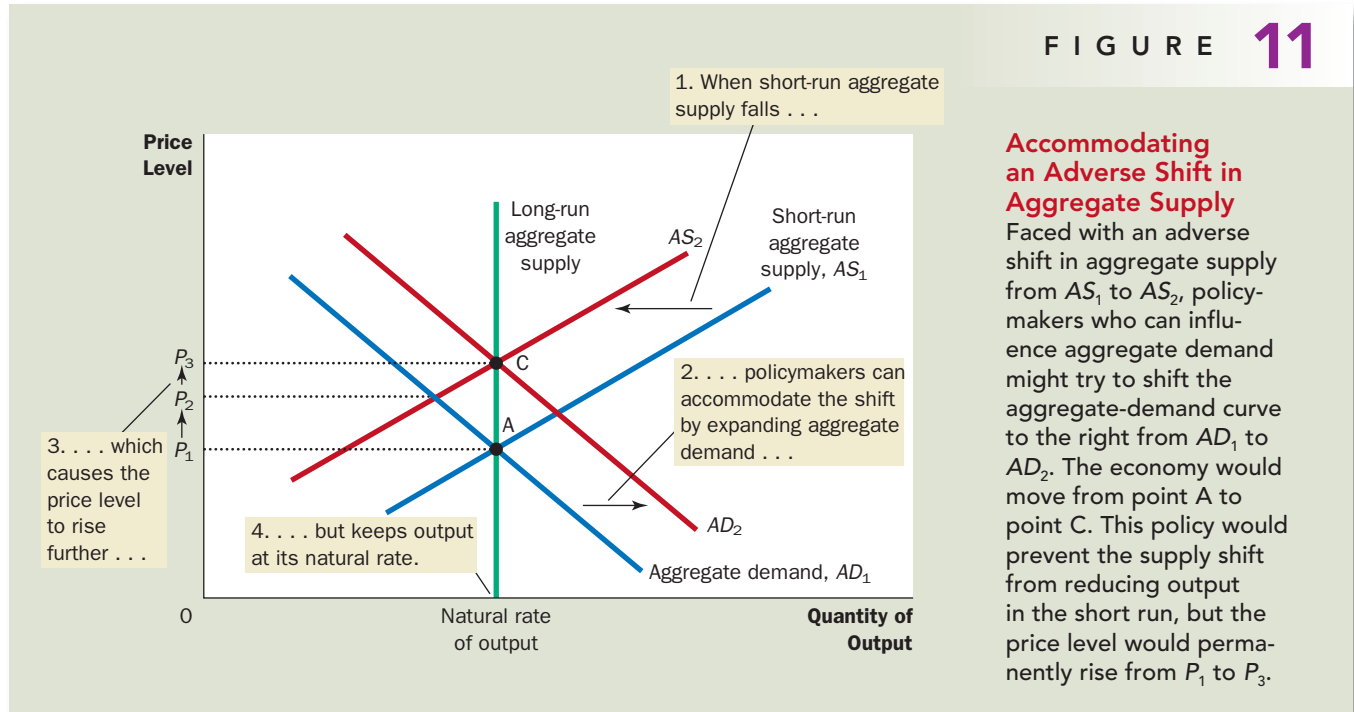 FIGURE 11
1. When short-run aggregate
supply falls . . .
Price
Level
Long-run
aggregate
supply
AS₂
Short-run
aggregate
supply, AS₁
P₃
C
P₂
2. . . . policymakers can
accommodate the shift
by expanding aggregate
demand . . .
A
P₁
3. . . . which
causes the
price level
to rise
further . . .
4. . . . but keeps output
at its natural rate.
AD₂
Aggregate demand, AD₁
0
Natural rate
of output
Quantity of
Output
Accommodating
an Adverse Shift in
Aggregate Supply
Faced with an adverse
shift in aggregate supply
from AS₁ to AS₂, policy-
makers who can influ-
ence aggregate demand
might try to shift the
aggregate-demand curve
to the right from AD₁ to
AD₂. The economy would
move from point A to
point C. This policy would
prevent the supply shift
from reducing output
in the short run, but the
price level would perma-
nently rise from P₁ to P₃.